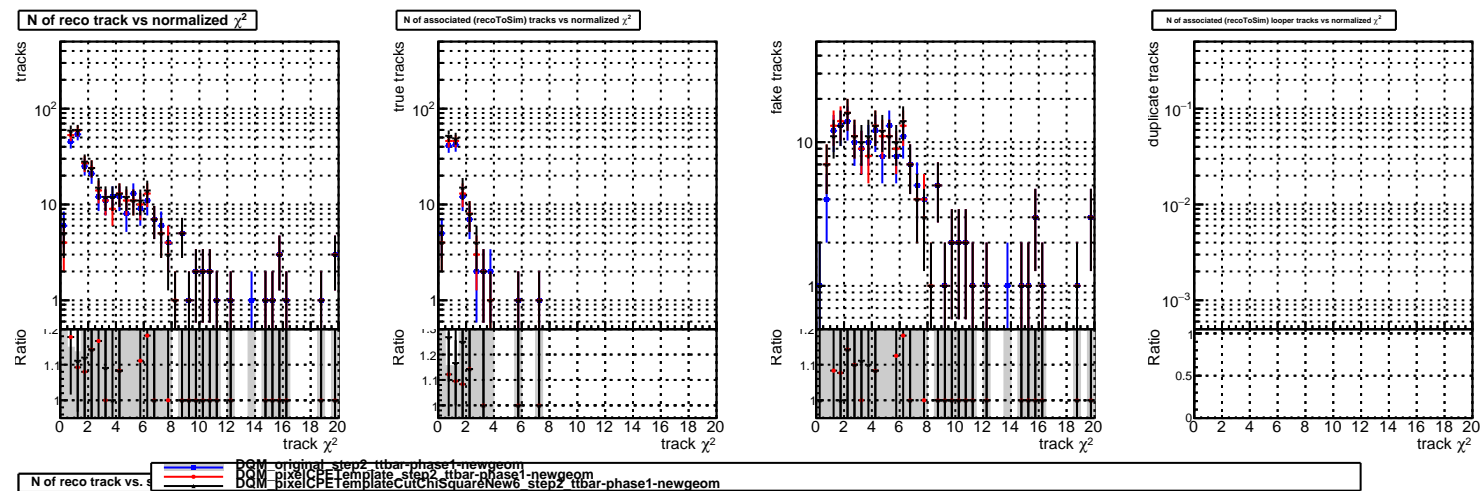 N of reco track vs normalized χ²
tracks
10²
10
1
Ratio
1.2
1.1
1
0 2 4 6 8 10 12 14 16 18 20
track χ²
N of associated (recoToSim) tracks vs normalized χ²
true tracks
10²
10
1
Ratio
1.3
1.2
1.1
1
0 2 4 6 8 10 12 14 16 18 20
track χ²
fake tracks
10
1
Ratio
1.2
1.1
1
0 2 4 6 8 10 12 14 16 18 20
track χ²
N of associated (recoToSim) looper tracks vs normalized χ²
duplicate tracks
10⁻¹
10⁻²
10⁻³
Ratio
1
0.5
0
0 2 4 6 8 10 12 14 16 18 20
track χ²
N of reco track vs.
DQM_original_step2_ttbar-phase1-newgeom
DQM_pixelCPETemplate_step2_ttbar-phase1-newgeom
DQM_pixelCPETemplateCutChiSquareNew6_step2_ttbar-phase1-newgeom